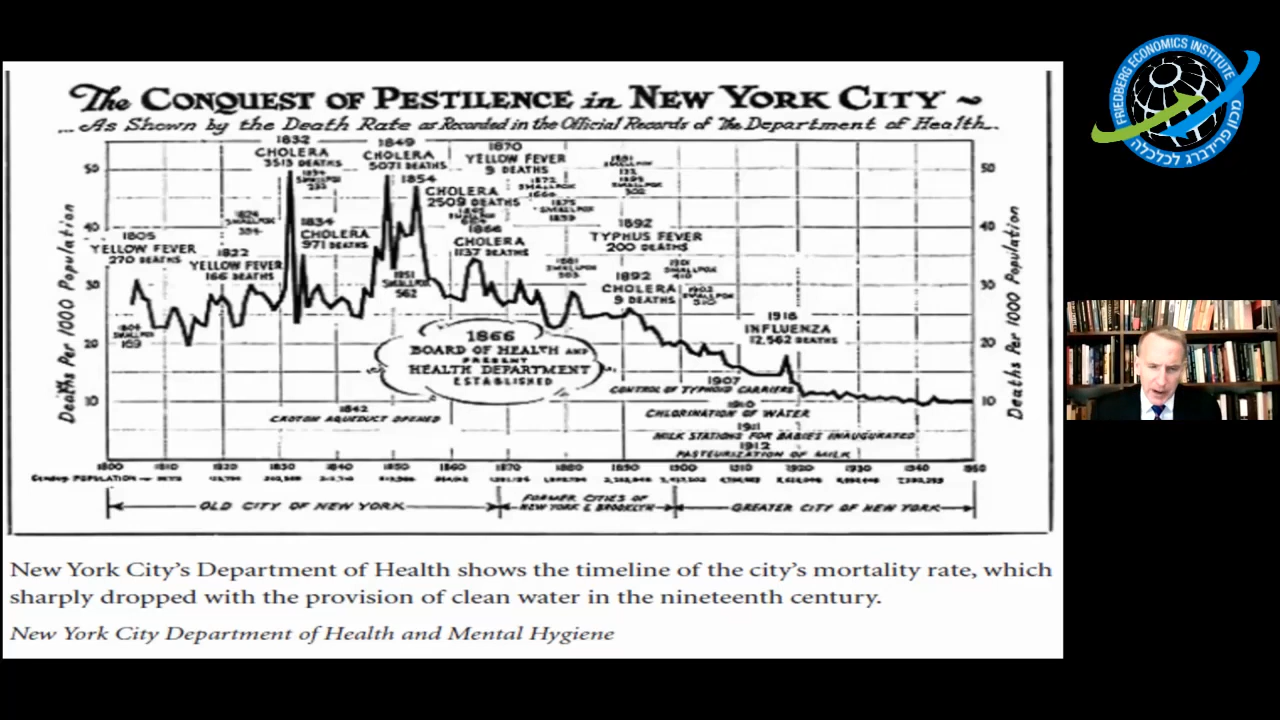 The CONQUEST OF PESTILENCE in NEW YORK CITY ~
...As Shown by the Death Rate as Recorded in the Official Records of The Department of Health...
1832
CHOLERA
3513 DEATHS
1849
CHOLERA
5071 DEATHS
1854
CHOLERA
2509 DEATHS
1870
YELLOW FEVER
9 DEATHS
1805
YELLOW FEVER
270 DEATHS
1822
YELLOW FEVER
166 DEATHS
1834
CHOLERA
971 DEATHS
1866
CHOLERA
1137 DEATHS
1892
TYPHUS FEVER
200 DEATHS
1892
CHOLERA
9 DEATHS
1851
SMALLPOX
562
1918
INFLUENZA
12,562 DEATHS
1866
BOARD OF HEALTH AND
PRESENT
HEALTH DEPARTMENT
ESTABLISHED
1842
CROTON AQUEDUCT OPENED
1907
CONTROL OF TYPHOID CARRIERS
1910
CHLORINATION OF WATER
1911
MILK STATIONS FOR BABIES INAUGURATED
1912
PASTEURIZATION OF MILK
Deaths Per 1000 Population
50
40
30
20
10
50
40
30
20
10
Deaths Per 1000 Population
1800 1810 1820 1830 1840 1850 1860 1870 1880 1890 1900 1910 1920 1930 1940
OLD CITY OF NEW YORK
FORMER CITIES OF
NEW YORK & BROOKLYN
GREATER CITY OF NEW YORK
New York City's Department of Health shows the timeline of the city's mortality rate, which
sharply dropped with the provision of clean water in the nineteenth century.
New York City Department of Health and Mental Hygiene
FRIEDBERG ECONOMICS INSTITUTE
מכון פרידברג לכלכלה